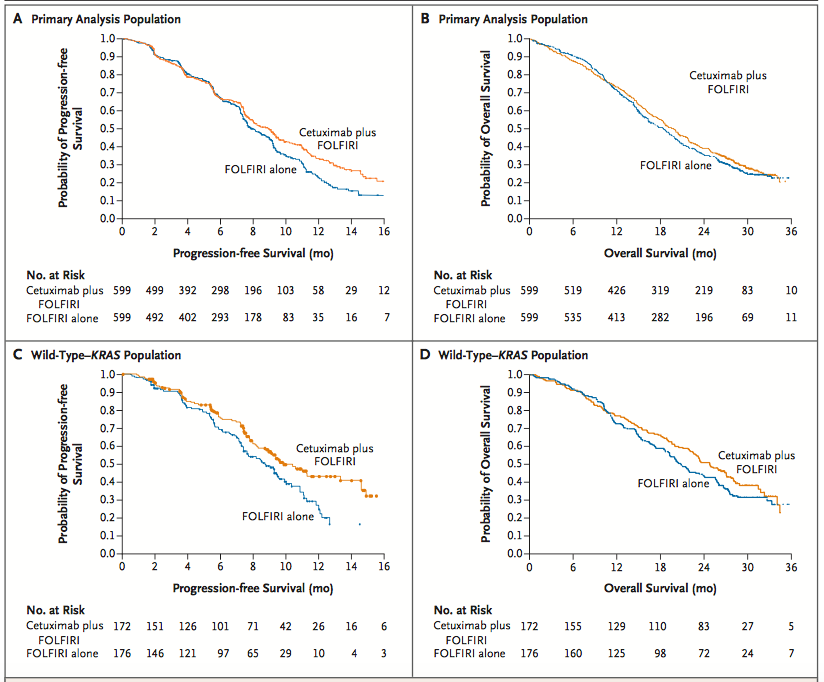 A Primary Analysis Population
Probability of Progression-free
Survival
1.0
0.9
0.8
0.7
0.6
0.5
0.4
0.3
0.2
0.1
0.0
Cetuximab plus
FOLFIRI
FOLFIRI alone
0 2 4 6 8 10 12 14 16
Progression-free Survival (mo)
No. at Risk
Cetuximab plus 599 499 392 298 196 103 58 29 12
FOLFIRI
FOLFIRI alone 599 492 402 293 178 83 35 16 7
B Primary Analysis Population
Probability of Overall Survival
1.0
0.9
0.8
0.7
0.6
0.5
0.4
0.3
0.2
0.1
0.0
Cetuximab plus
FOLFIRI
FOLFIRI alone
0 6 12 18 24 30 36
Overall Survival (mo)
No. at Risk
Cetuximab plus 599 519 426 319 219 83 10
FOLFIRI
FOLFIRI alone 599 535 413 282 196 69 11
C Wild-Type–KRAS Population
Probability of Progression-free
Survival
1.0
0.9
0.8
0.7
0.6
0.5
0.4
0.3
0.2
0.1
0.0
Cetuximab plus
FOLFIRI
FOLFIRI alone
0 2 4 6 8 10 12 14 16
Progression-free Survival (mo)
No. at Risk
Cetuximab plus 172 151 126 101 71 42 26 16 6
FOLFIRI
FOLFIRI alone 176 146 121 97 65 29 10 4 3
D Wild-Type–KRAS Population
Probability of Overall Survival
1.0
0.9
0.8
0.7
0.6
0.5
0.4
0.3
0.2
0.1
0.0
Cetuximab plus
FOLFIRI
FOLFIRI alone
0 6 12 18 24 30 36
Overall Survival (mo)
No. at Risk
Cetuximab plus 172 155 129 110 83 27 5
FOLFIRI
FOLFIRI alone 176 160 125 98 72 24 7